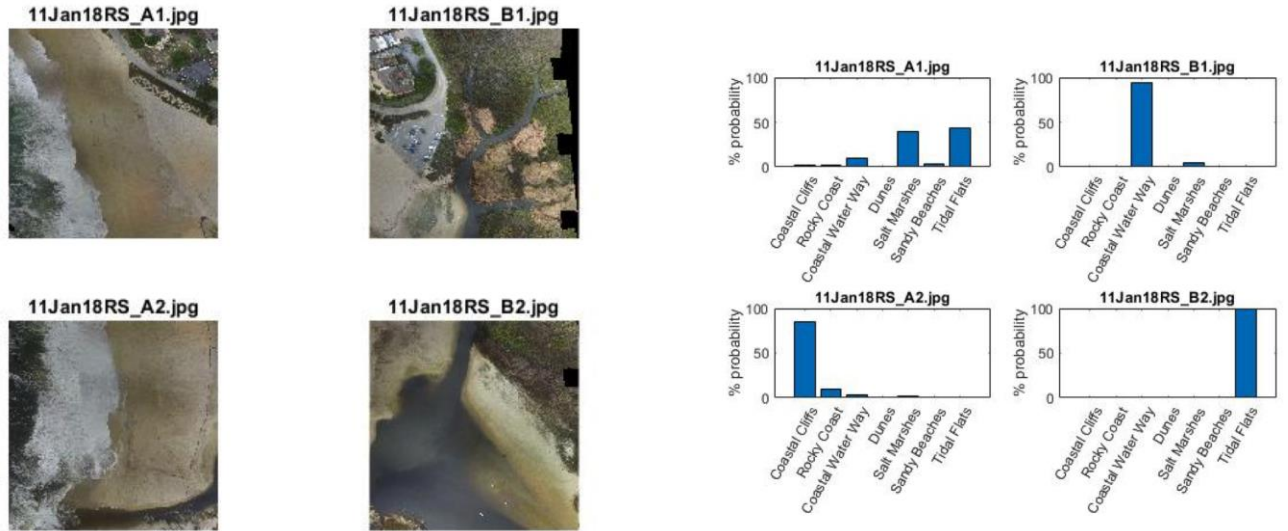 11Jan18RS_A1.jpg
11Jan18RS_B1.jpg
11Jan18RS_A2.jpg
11Jan18RS_B2.jpg
11Jan18RS_A1.jpg
% probability
100
50
0
Coastal Cliffs
Rocky Coast
Coastal Water Way
Dunes
Salt Marshes
Sandy Beaches
Tidal Flats
11Jan18RS_B1.jpg
% probability
100
50
0
Coastal Cliffs
Rocky Coast
Coastal Water Way
Dunes
Salt Marshes
Sandy Beaches
Tidal Flats
11Jan18RS_A2.jpg
% probability
100
50
0
Coastal Cliffs
Rocky Coast
Coastal Water Way
Dunes
Salt Marshes
Sandy Beaches
Tidal Flats
11Jan18RS_B2.jpg
% probability
100
50
0
Coastal Cliffs
Rocky Coast
Coastal Water Way
Dunes
Salt Marshes
Sandy Beaches
Tidal Flats